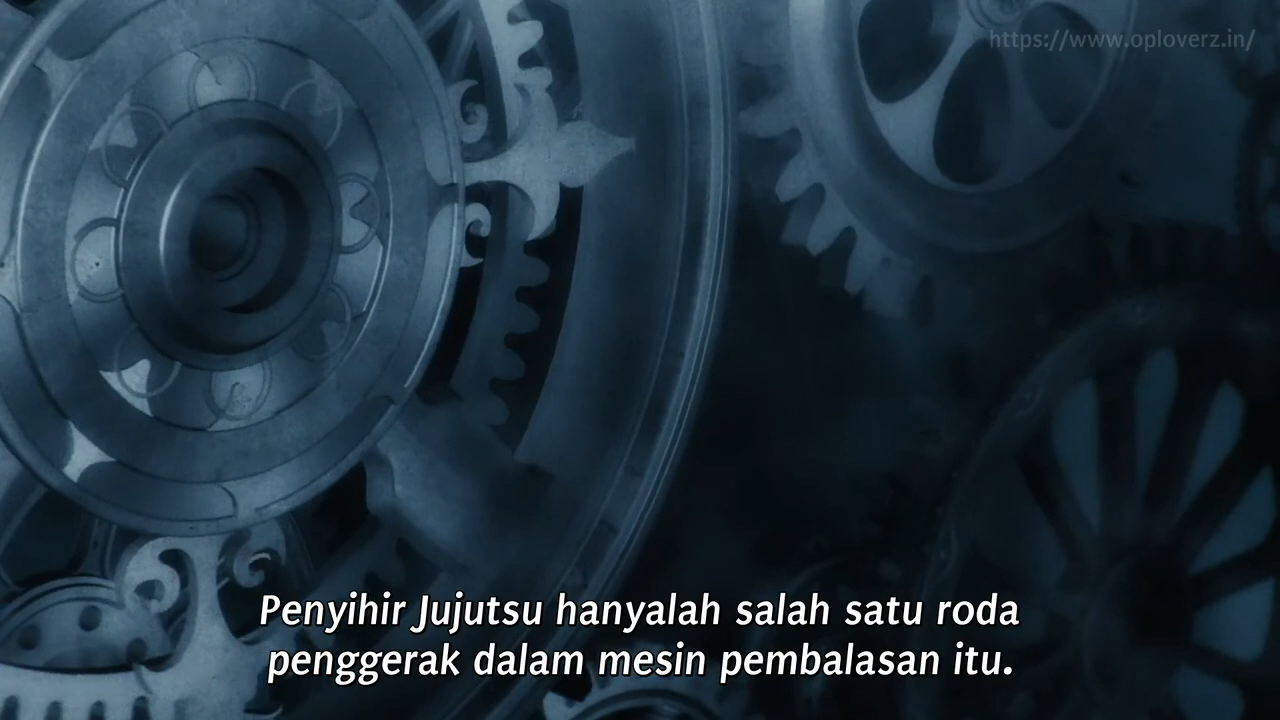 https://www.oploverz.in/
Penyihir Jujutsu hanyalah salah satu roda
penggerak dalam mesin pembalasan itu.